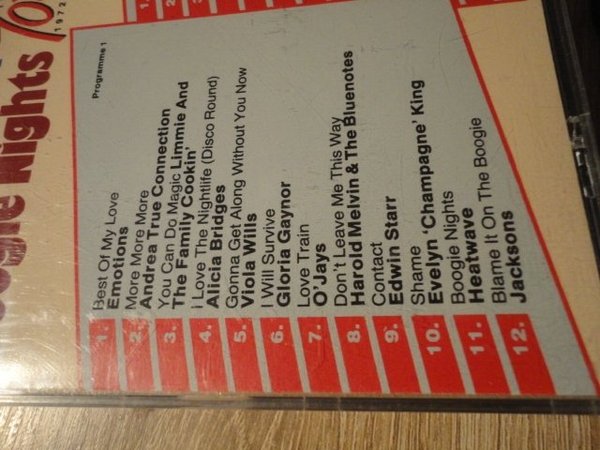 Boogie Nights
1972
Programme 1
1. Best Of My Love
Emotions
2. More More More
Andrea True Connection
3. You Can Do Magic Limmie And
The Family Cookin'
4. I Love The Nightlife (Disco Round)
Alicia Bridges
5. Gonna Get Along Without You Now
Viola Wills
6. I Will Survive
Gloria Gaynor
7. Love Train
O'Jays
8. Don't Leave Me This Way
Harold Melvin & The Bluenotes
9. Contact
Edwin Starr
10. Shame
Evelyn 'Champagne' King
11. Boogie Nights
Heatwave
12. Blame It On The Boogie
Jacksons
1.
2.